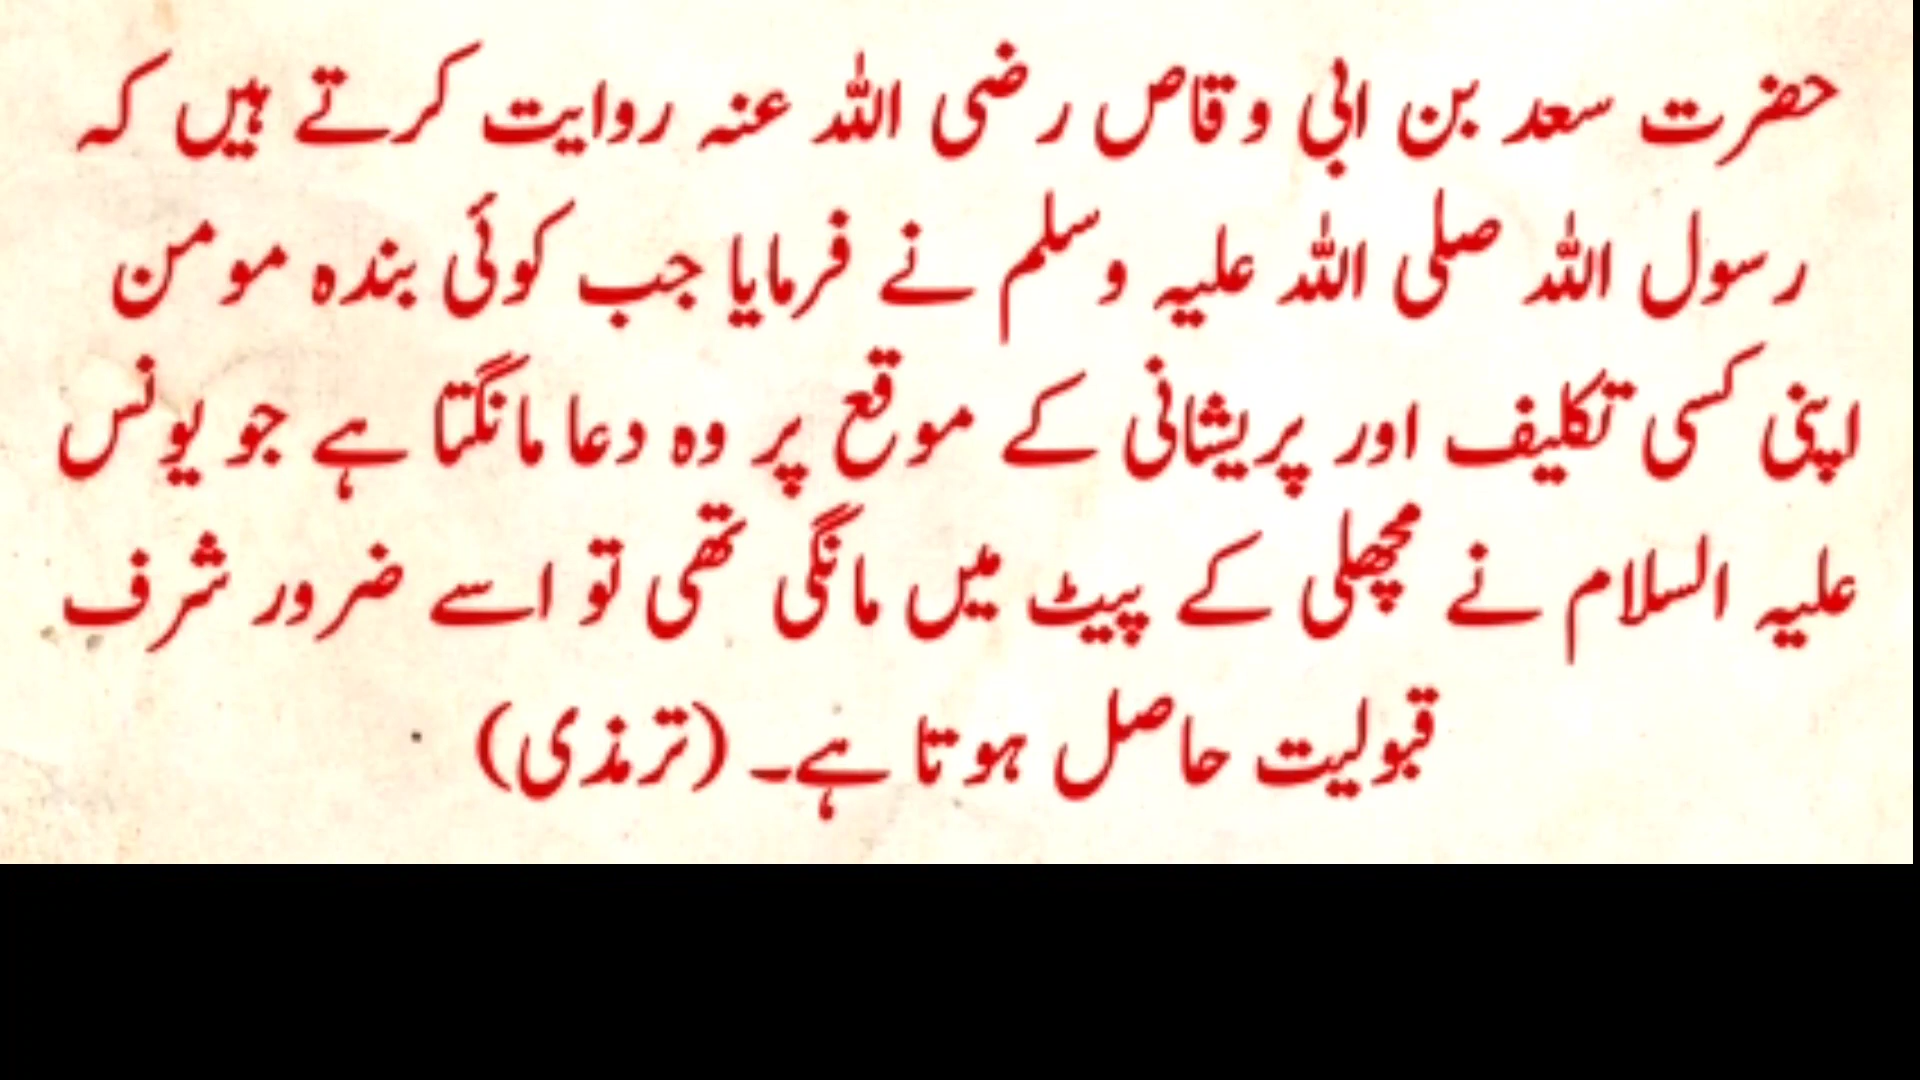 حضرت سعد بن ابی وقاص رضی اللہ عنہ روایت کرتے ہیں کہ
رسول اللہ صلی اللہ علیہ وسلم نے فرمایا جب کوئی بندہ مومن
اپنی کسی تکلیف اور پریشانی کے موقع پر وہ دعا مانگتا ہے جو یونس
علیہ السلام نے مچھلی کے پیٹ میں مانگی تھی تو اسے ضرور شرف
قبولیت حاصل ہوتا ہے۔ (ترمذی)